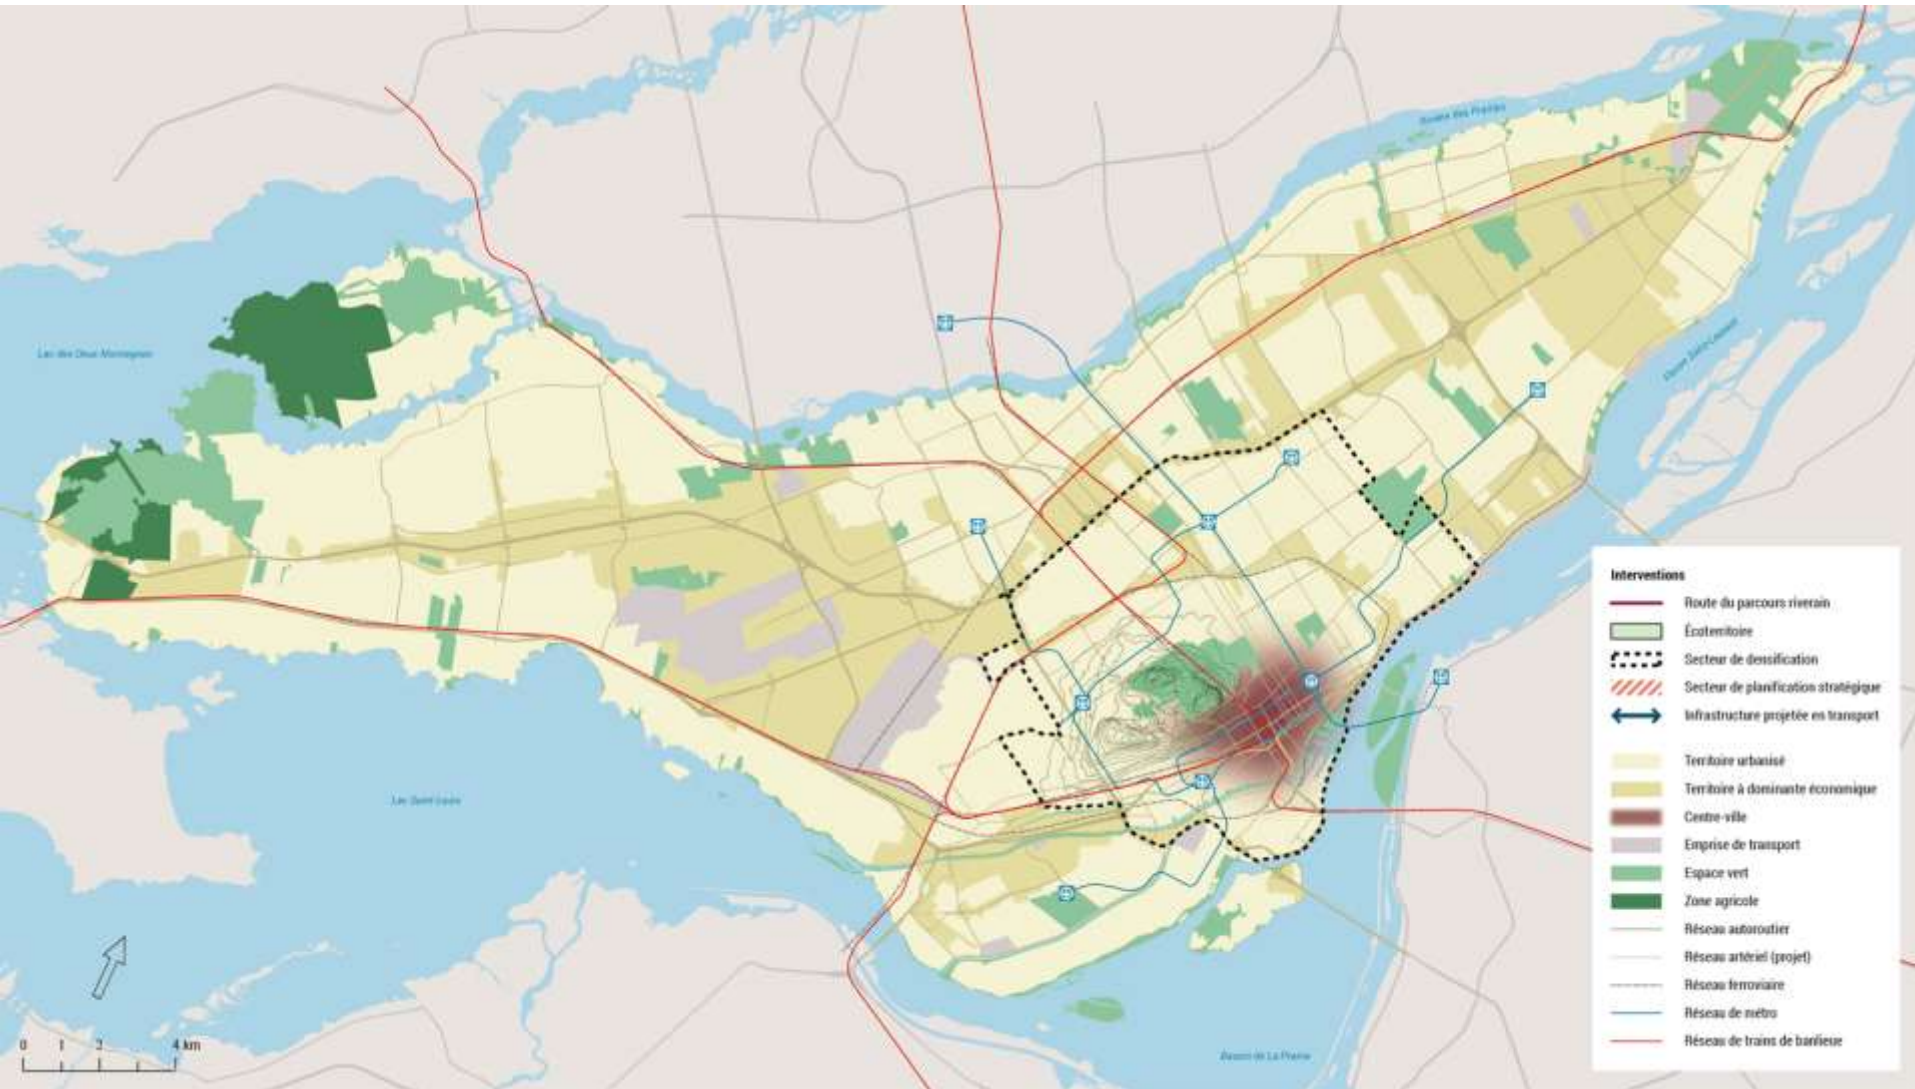 Rivière des Prairies
Lac des Deux Montagnes
Fleuve Saint-Laurent
Lac Saint-Louis
Bassin de La Prairie
0 1 2 4 km
Interventions
Route du parcours riverain
Écoterritoire
Secteur de densification
Secteur de planification stratégique
Infrastructure projetée en transport
Territoire urbanisé
Territoire à dominante économique
Centre-ville
Emprise de transport
Espace vert
Zone agricole
Réseau autoroutier
Réseau artériel (projet)
Réseau ferroviaire
Réseau de métro
Réseau de trains de banlieue